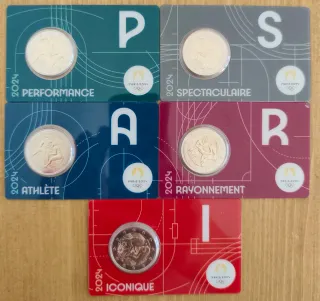 P
2024
PERFORMANCE
S
2024
SPECTACULAIRE
A
2024
ATHLÈTE
R
2024
RAYONNEMENT
I
2024
ICONIQUE